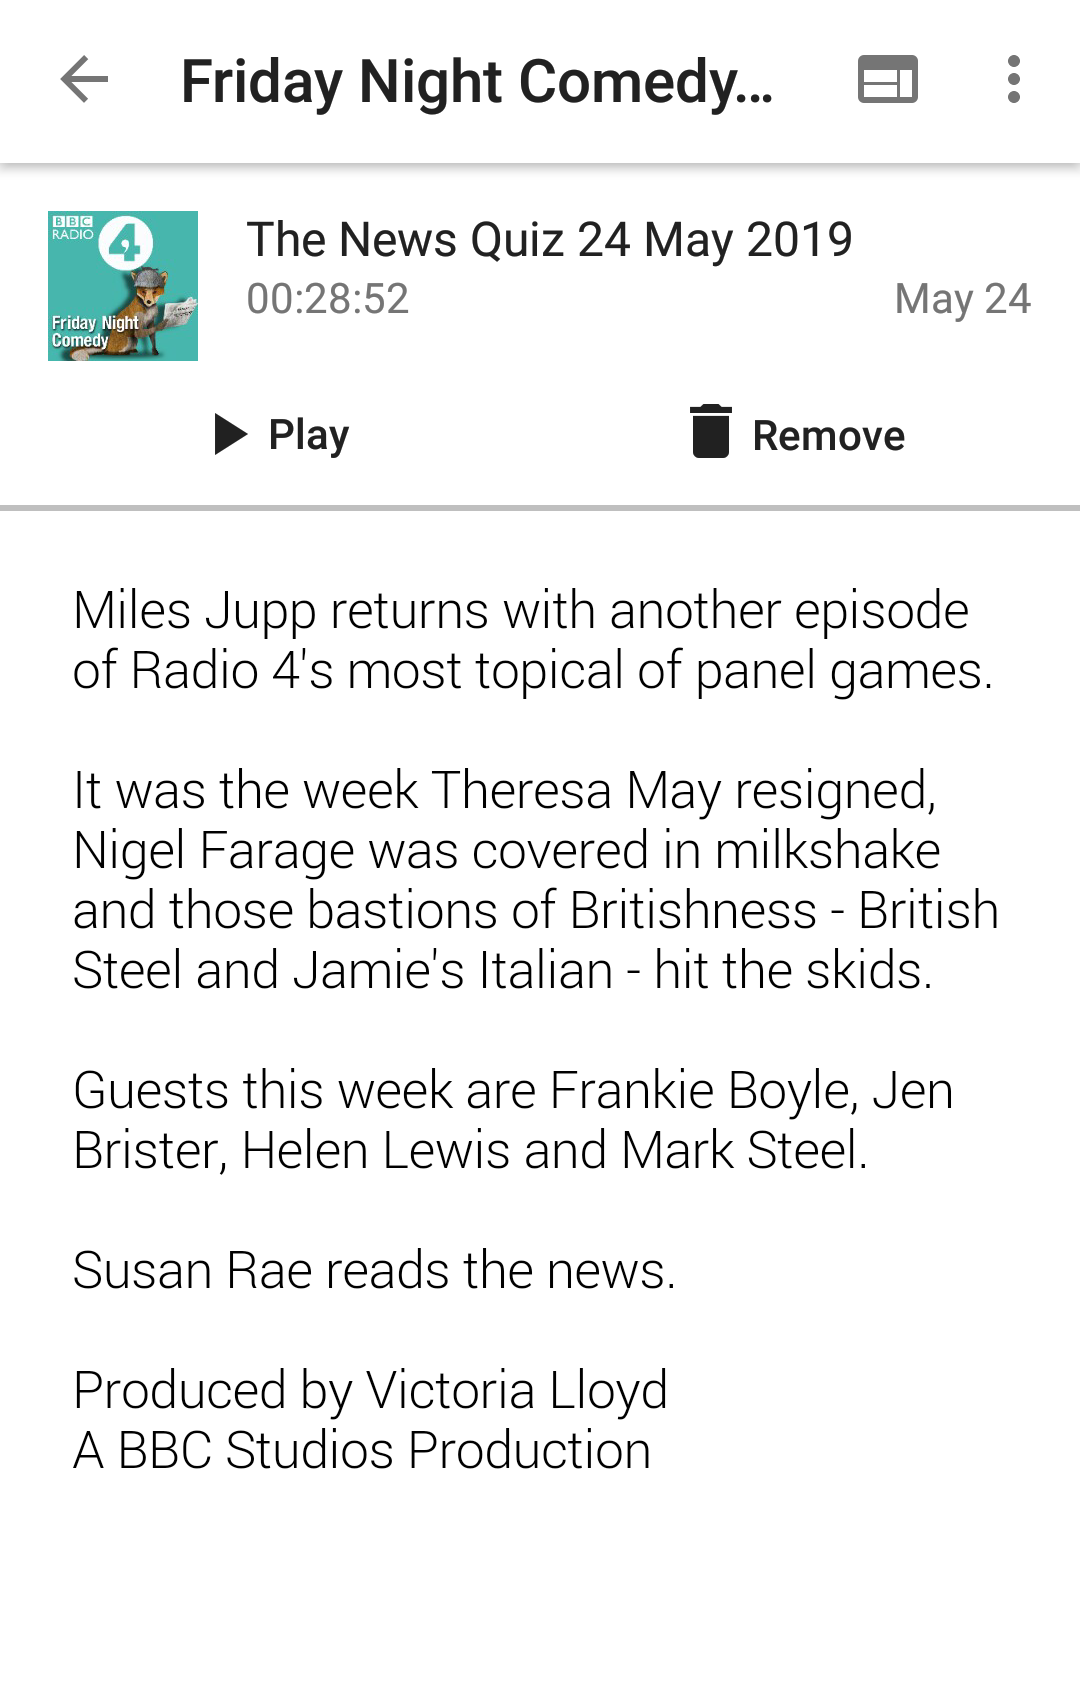 Friday Night Comedy...
BBC
RADIO
4
Friday Night
Comedy
The News Quiz 24 May 2019
00:28:52
May 24
Play
Remove
Miles Jupp returns with another episode
of Radio 4's most topical of panel games.
It was the week Theresa May resigned,
Nigel Farage was covered in milkshake
and those bastions of Britishness - British
Steel and Jamie's Italian - hit the skids.
Guests this week are Frankie Boyle, Jen
Brister, Helen Lewis and Mark Steel.
Susan Rae reads the news.
Produced by Victoria Lloyd
A BBC Studios Production